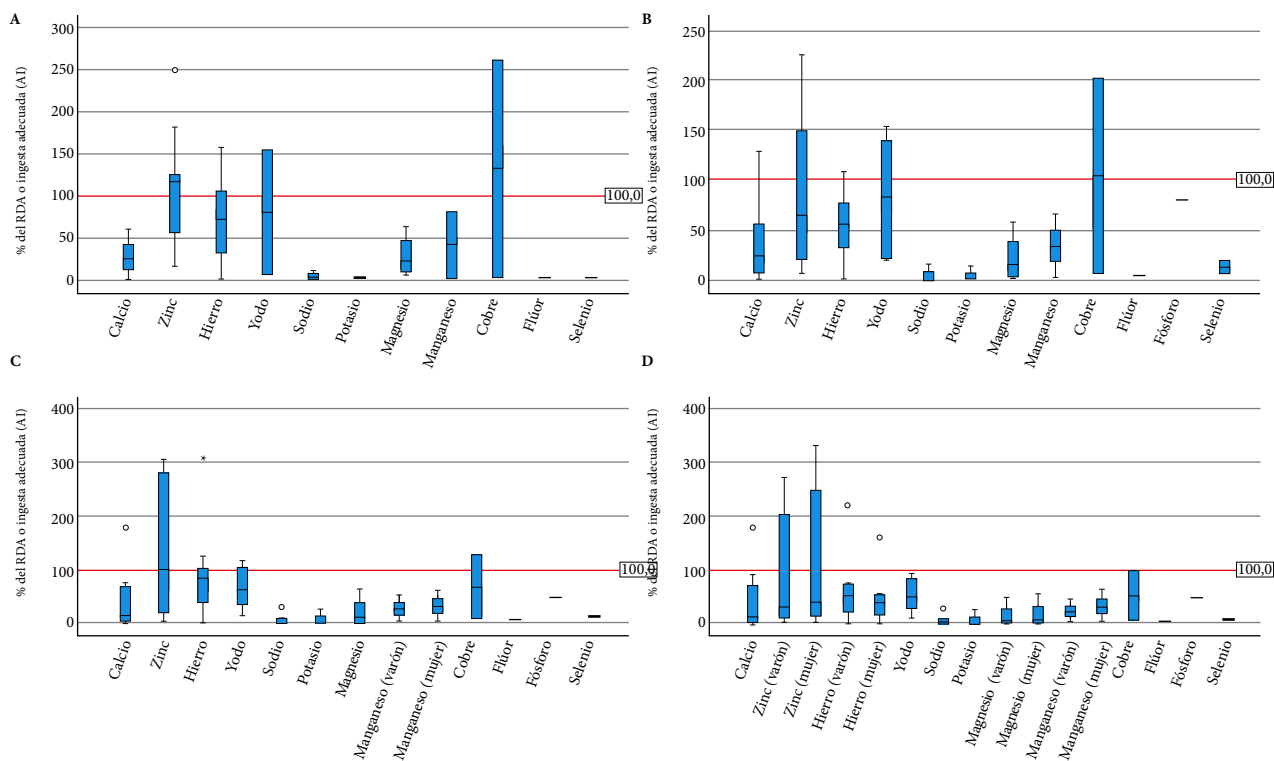 A
% del RDA o ingesta adecuada (AI)
300
250
200
150
100
50
0
100,0
Calcio
Zinc
Hierro
Yodo
Sodio
Potasio
Magnesio
Manganeso
Cobre
Flúor
Selenio
B
% del RDA o ingesta adecuada (AI)
250
200
150
100
50
0
100,0
Calcio
Zinc
Hierro
Yodo
Sodio
Potasio
Magnesio
Manganeso
Cobre
Flúor
Fósforo
Selenio
C
% del RDA o ingesta adecuada (AI)
400
300
200
100
0
100,0
Calcio
Zinc
Hierro
Yodo
Sodio
Potasio
Magnesio
Manganeso (varón)
Manganeso (mujer)
Cobre
Flúor
Fósforo
Selenio
D
% del RDA o ingesta adecuada (AI)
400
300
200
100
0
100,0
Calcio
Zinc (varón)
Zinc (mujer)
Hierro (varón)
Hierro (mujer)
Yodo
Sodio
Potasio
Magnesio (varón)
Magnesio (mujer)
Manganeso (varón)
Manganeso (mujer)
Cobre
Flúor
Fósforo
Selenio